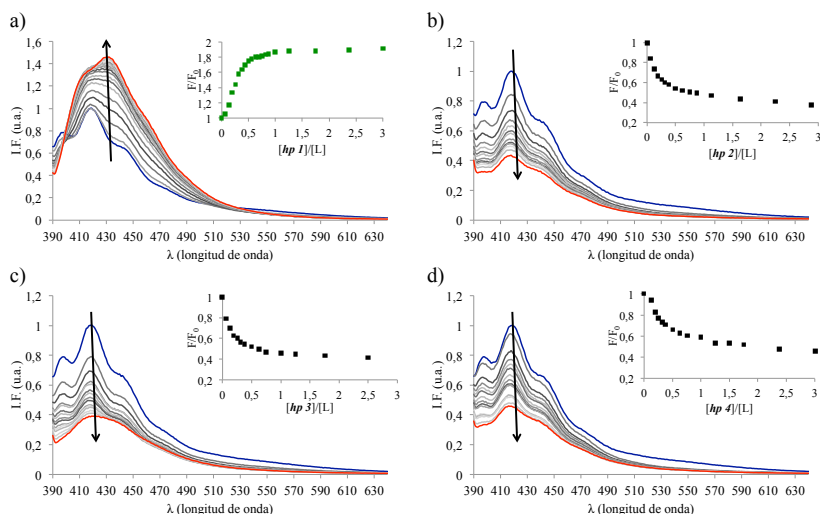 a)
1,6
1,4
1,2
1
0,8
0,6
0,4
0,2
0
I.F. (u.a.)
390 410 430 450 470 490 510 530 550 570 590 610 630
λ (longitud de onda)
2
1,8
1,6
1,4
1,2
1
F/F0
0 0,5 1 1,5 2 2,5 3
[hp 1]/[L]
b)
1,2
1
0,8
0,6
0,4
0,2
0
I.F. (u.a.)
390 410 430 450 470 490 510 530 550 570 590 610 630
λ (longitud de onda)
1
0,8
0,6
0,4
0,2
F/F0
0 0,5 1 1,5 2 2,5 3
[hp 2]/[L]
c)
1,2
1
0,8
0,6
0,4
0,2
0
I.F. (u.a.)
390 410 430 450 470 490 510 530 550 570 590 610 630
λ (longitud de onda)
1
0,8
0,6
0,4
0,2
F/F0
0 0,5 1 1,5 2 2,5 3
[hp 3]/[L]
d)
1,2
1
0,8
0,6
0,4
0,2
0
I.F. (u.a.)
390 410 430 450 470 490 510 530 550 570 590 610 630
λ (longitud de onda)
1
0,8
0,6
0,4
0,2
F/F0
0 0,5 1 1,5 2 2,5 3
[hp 4]/[L]